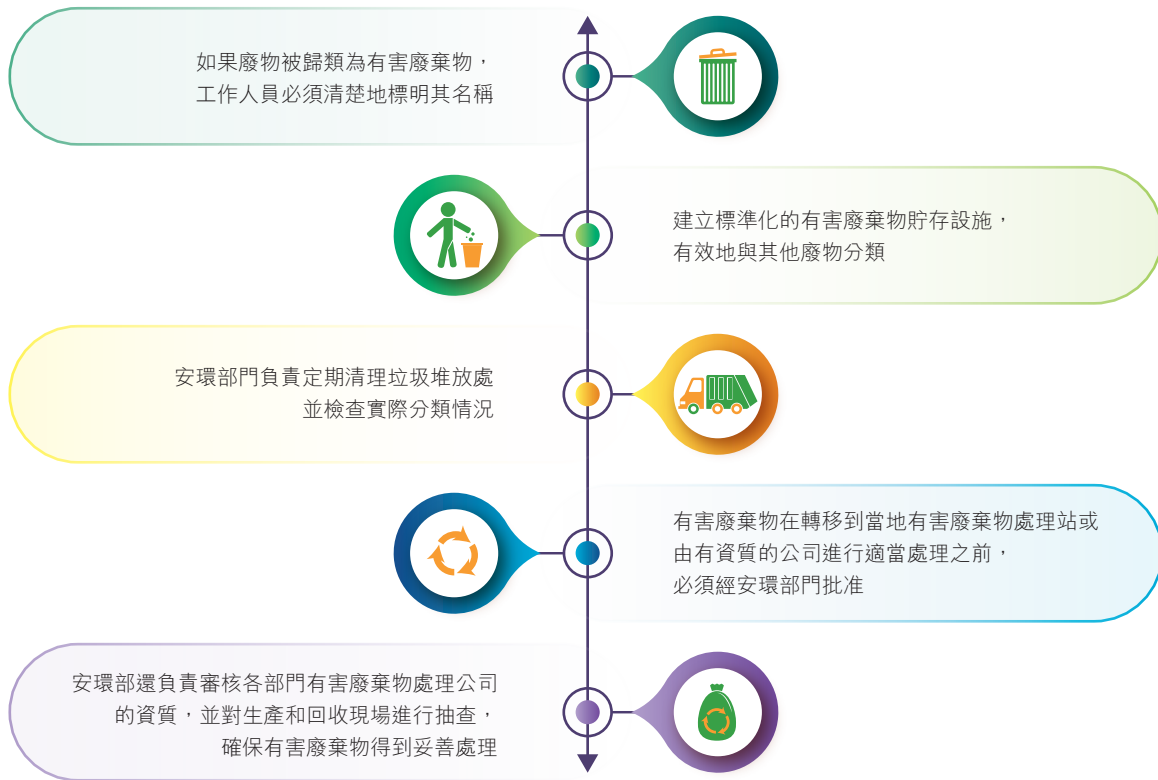 如果廢物被歸類為有害廢棄物，
工作人員必須清楚地標明其名稱
建立標準化的有害廢棄物貯存設施，
有效地與其他廢物分類
安環部門負責定期清理垃圾堆放處
並檢查實際分類情況
有害廢棄物在轉移到當地有害廢棄物處理站或
由有資質的公司進行適當處理之前，
必須經安環部門批准
安環部還負責審核各部門有害廢棄物處理公司
的資質，並對生產和回收現場進行抽查，
確保有害廢棄物得到妥善處理